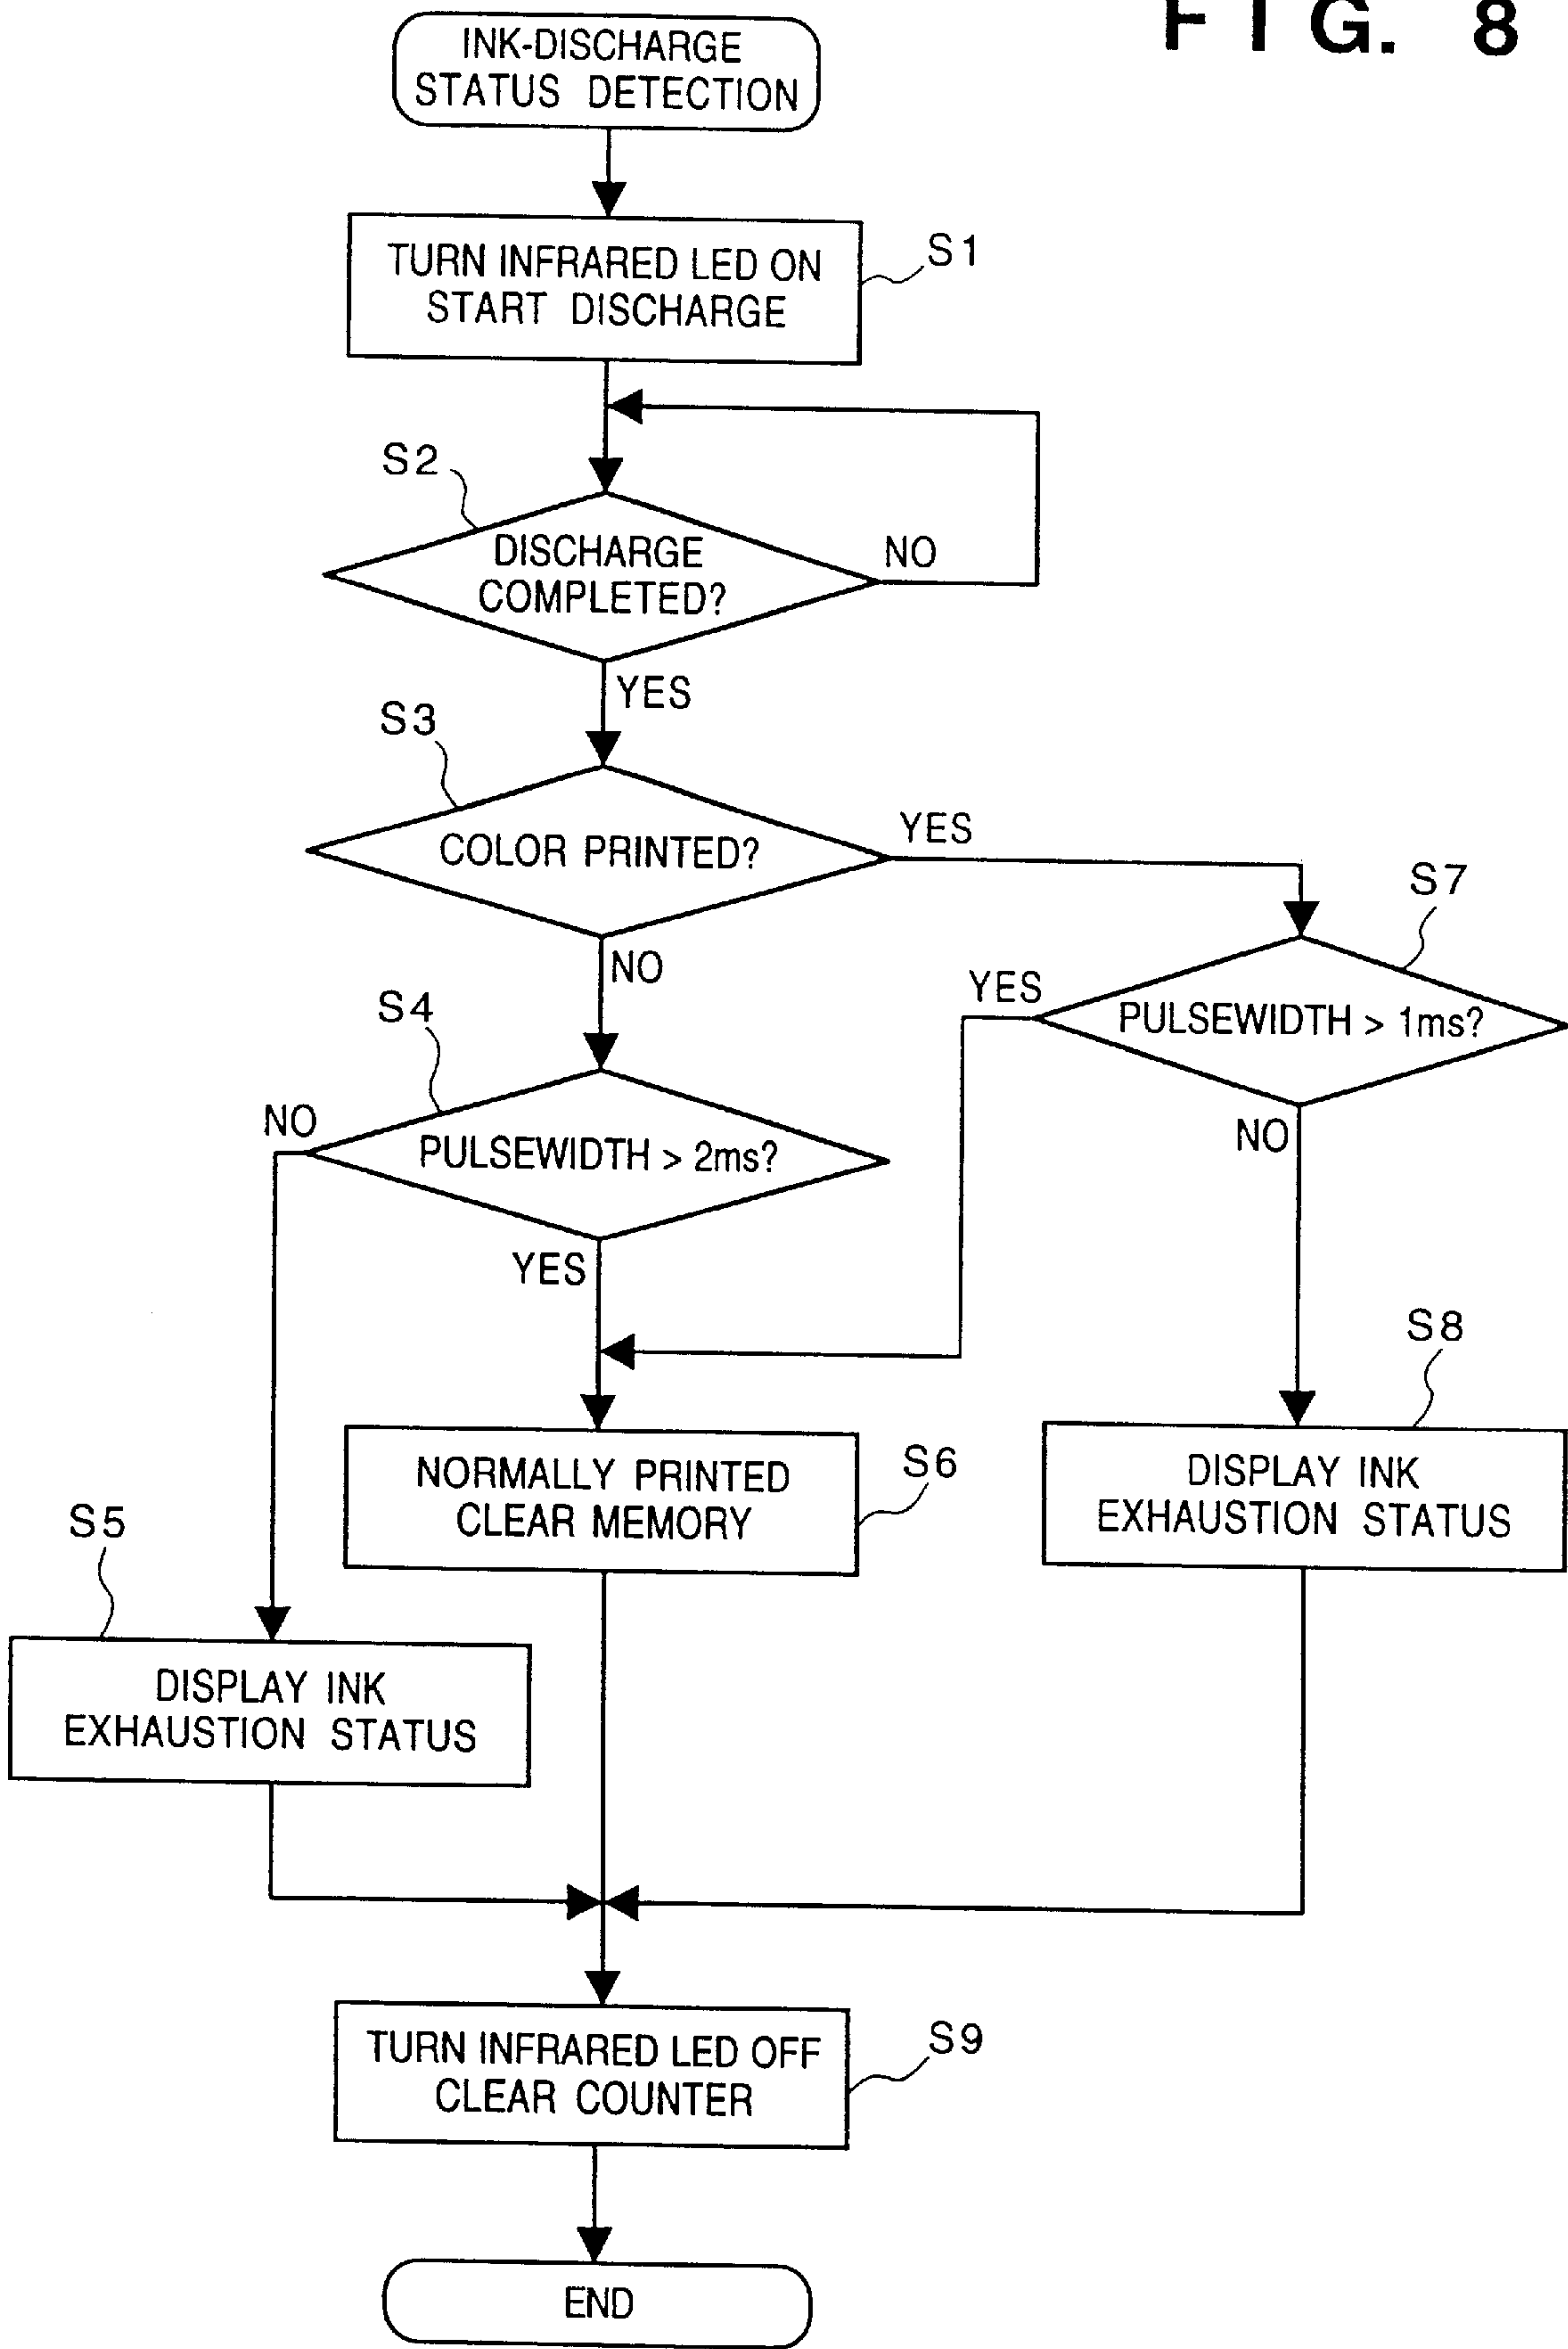 FIG. 8
INK-DISCHARGE
STATUS DETECTION
TURN INFRARED LED ON
START DISCHARGE
S1
S2
DISCHARGE
COMPLETED?
NO
YES
S3
COLOR PRINTED?
YES
NO
S7
PULSEWIDTH > 1ms?
YES
NO
S4
PULSEWIDTH > 2ms?
NO
YES
S8
DISPLAY INK
EXHAUSTION STATUS
NORMALLY PRINTED
CLEAR MEMORY
S6
S5
DISPLAY INK
EXHAUSTION STATUS
TURN INFRARED LED OFF
CLEAR COUNTER
S9
END